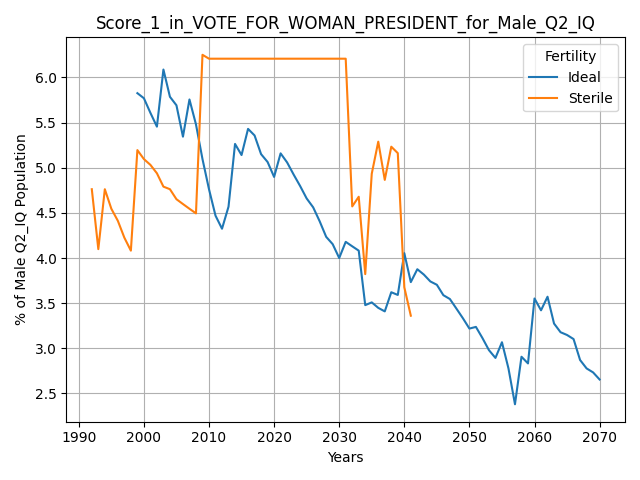 Score_1_in_VOTE_FOR_WOMAN_PRESIDENT_for_Male_Q2_IQ
Fertility
Ideal
Sterile
6.0
5.5
5.0
4.5
4.0
3.5
3.0
2.5
% of Male Q2_IQ Population
1990 2000 2010 2020 2030 2040 2050 2060 2070
Years